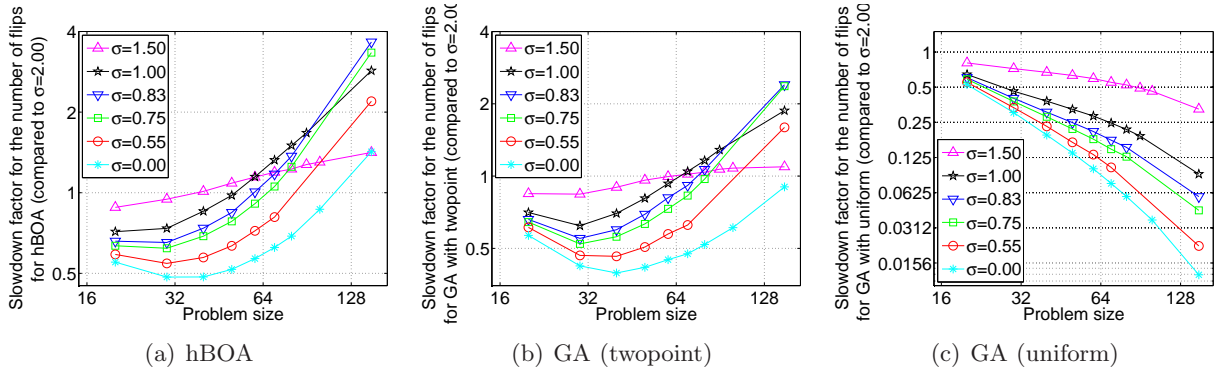 Slowdown factor for the number of flips
for hBOA (compared to σ=2.00)
4
2
1
0.5
σ=1.50
σ=1.00
σ=0.83
σ=0.75
σ=0.55
σ=0.00
16 32 64 128
Problem size
(a) hBOA
Slowdown factor for the number of flips
for GA with twopoint (compared to σ=2.00
4
2
1
0.5
σ=1.50
σ=1.00
σ=0.83
σ=0.75
σ=0.55
σ=0.00
16 32 64 128
Problem size
(b) GA (twopoint)
Slowdown factor for the number of flips
for GA with uniform (compared to σ=2.00)
1
0.5
0.25
0.125
0.0625
0.0312
0.0156
σ=1.50
σ=1.00
σ=0.83
σ=0.75
σ=0.55
σ=0.00
16 32 64 128
Problem size
(c) GA (uniform)